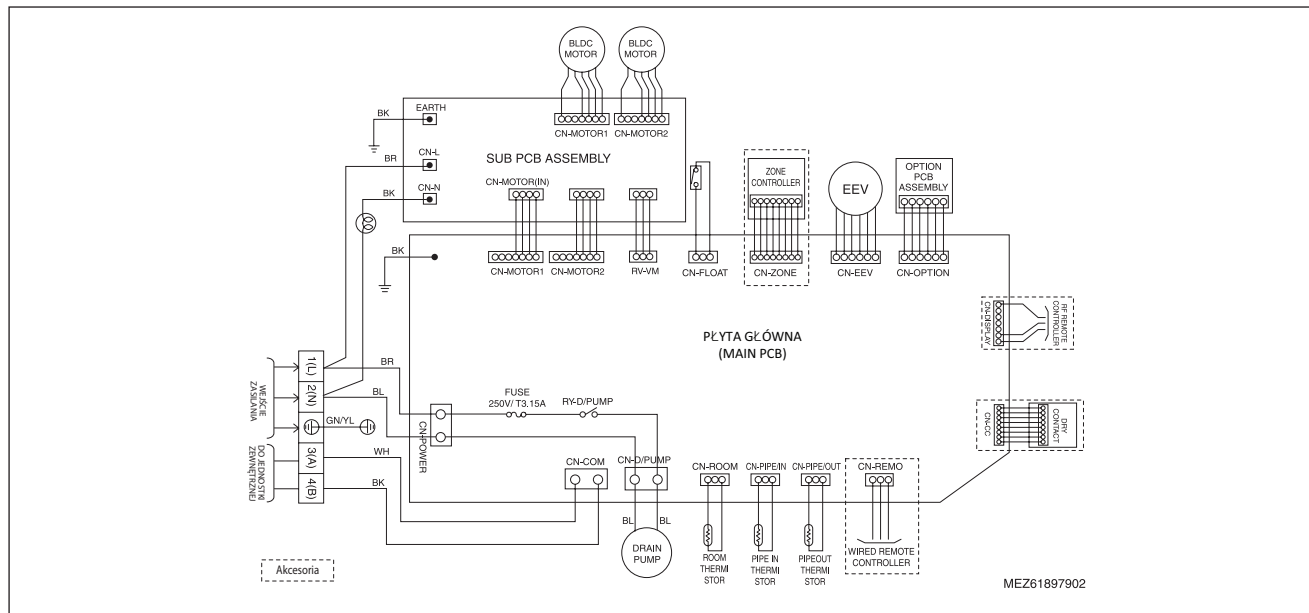 BLDC
MOTOR
BLDC
MOTOR
BK
EARTH
CN-MOTOR1
CN-MOTOR2
BR
CN-L
SUB PCB ASSEMBLY
BK
CN-N
CN-MOTOR(IN)
ZONE
CONTROLLER
EEV
OPTION
PCB
ASSEMBLY
BK
CN-MOTOR1
CN-MOTOR2
RV-VM
CN-FLOAT
CN-ZONE
CN-EEV
CN-OPTION
CN-DISPLAY
RF REMOTE
CONTROLLER
PŁYTA GŁÓWNA
(MAIN PCB)
WEJŚCIE
ZASILANIA
1(L)
BR
2(N)
BL
GN/YL
CN-POWER
FUSE
250V/ T3.15A
RY-D/PUMP
CN-DC
DRY
CONTACT
DO JEDNOSTKI
ZEWNĘTRZNEJ
3(A)
WH
4(B)
BK
CN-COM
CN-D/PUMP
CN-ROOM
CN-PIPE/IN
CN-PIPE/OUT
CN-REMO
BL
BL
DRAIN
PUMP
ROOM
THERMI
STOR
PIPE IN
THERMI
STOR
PIPEOUT
THERMI
STOR
WIRED REMOTE
CONTROLLER
Akcesoria
MEZ61897902